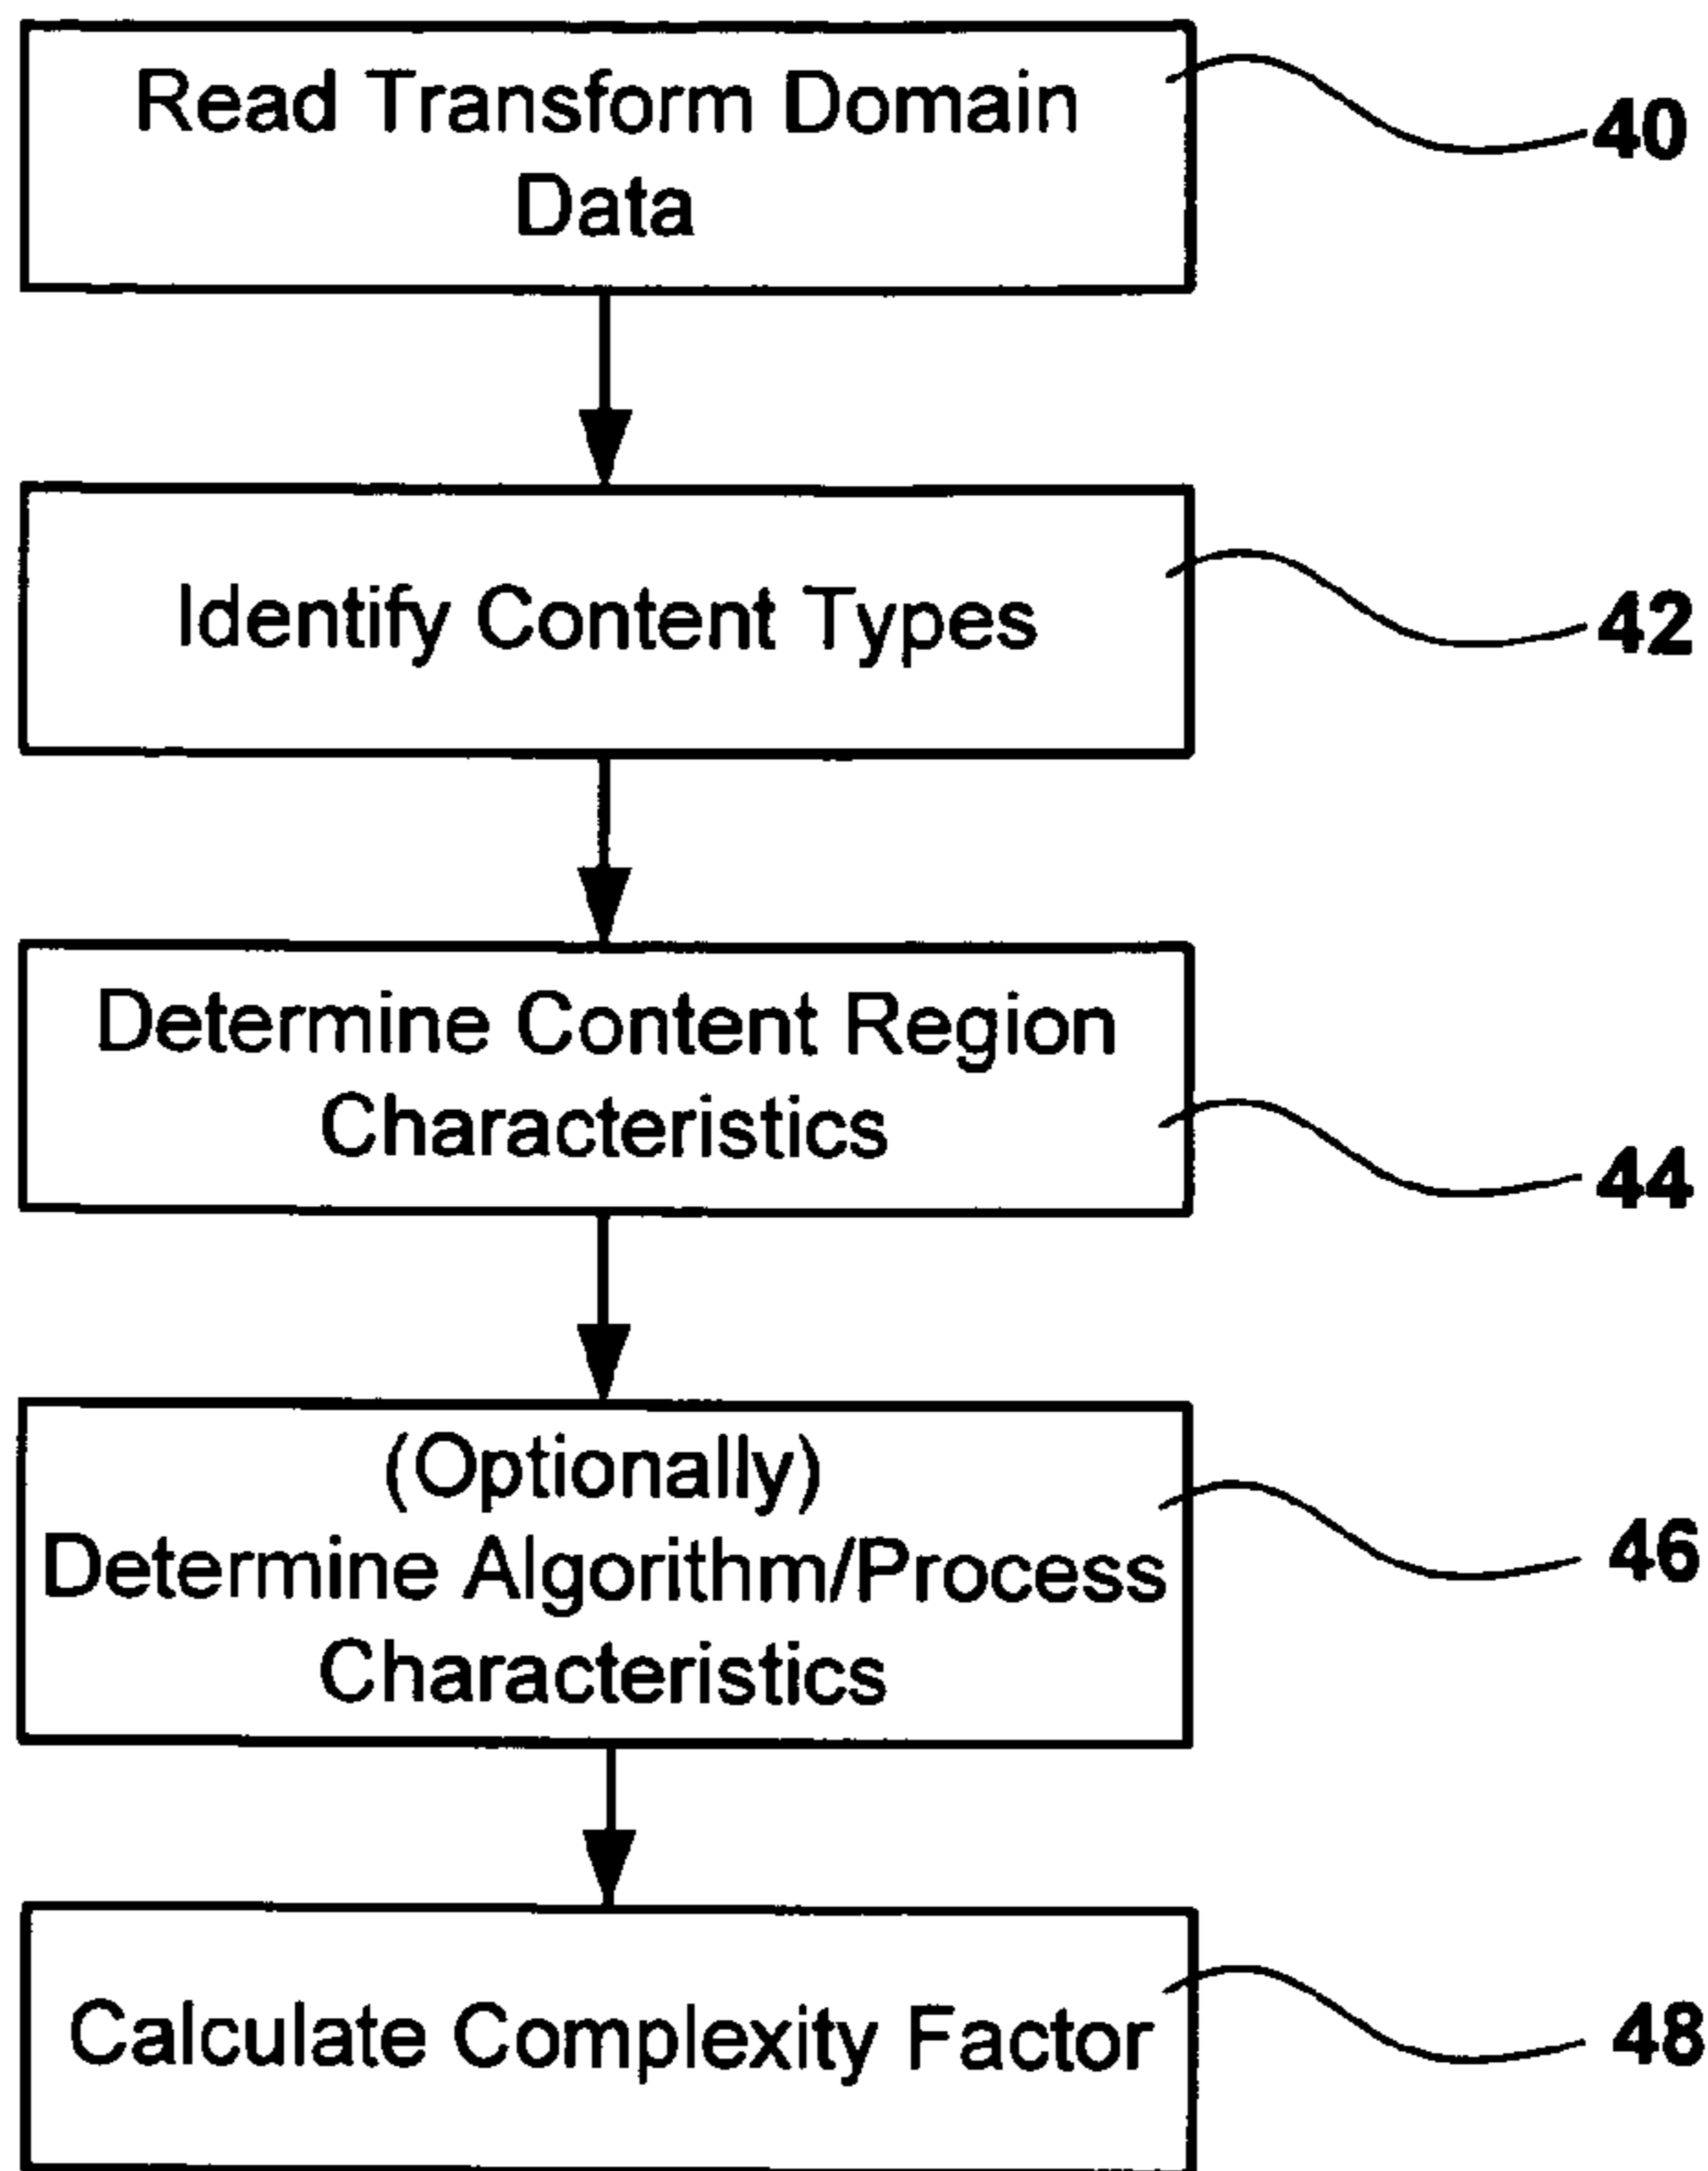 Read Transform Domain
Data
40
Identify Content Types
42
Determine Content Region
Characteristics
44
(Optionally)
Determine Algorithm/Process
Characteristics
46
Calculate Complexity Factor
48